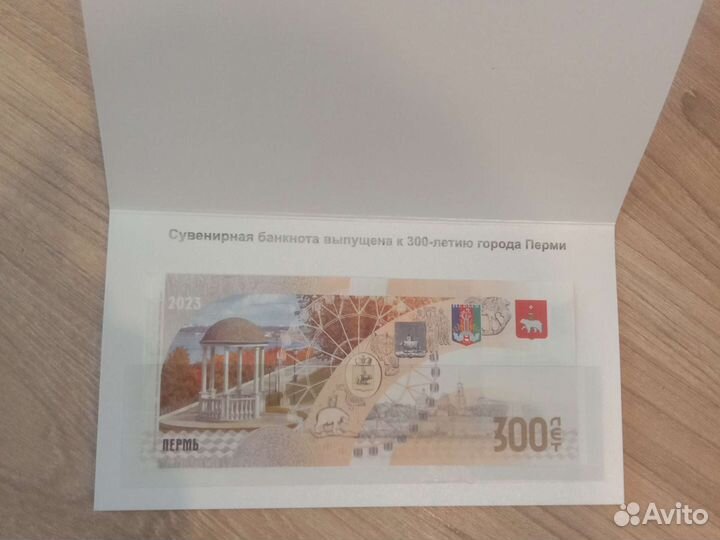 Сувенирная банкнота выпущена к 300-летию города Перми
2023
ПЕРМЬ
300 ЛЕТ
Avito